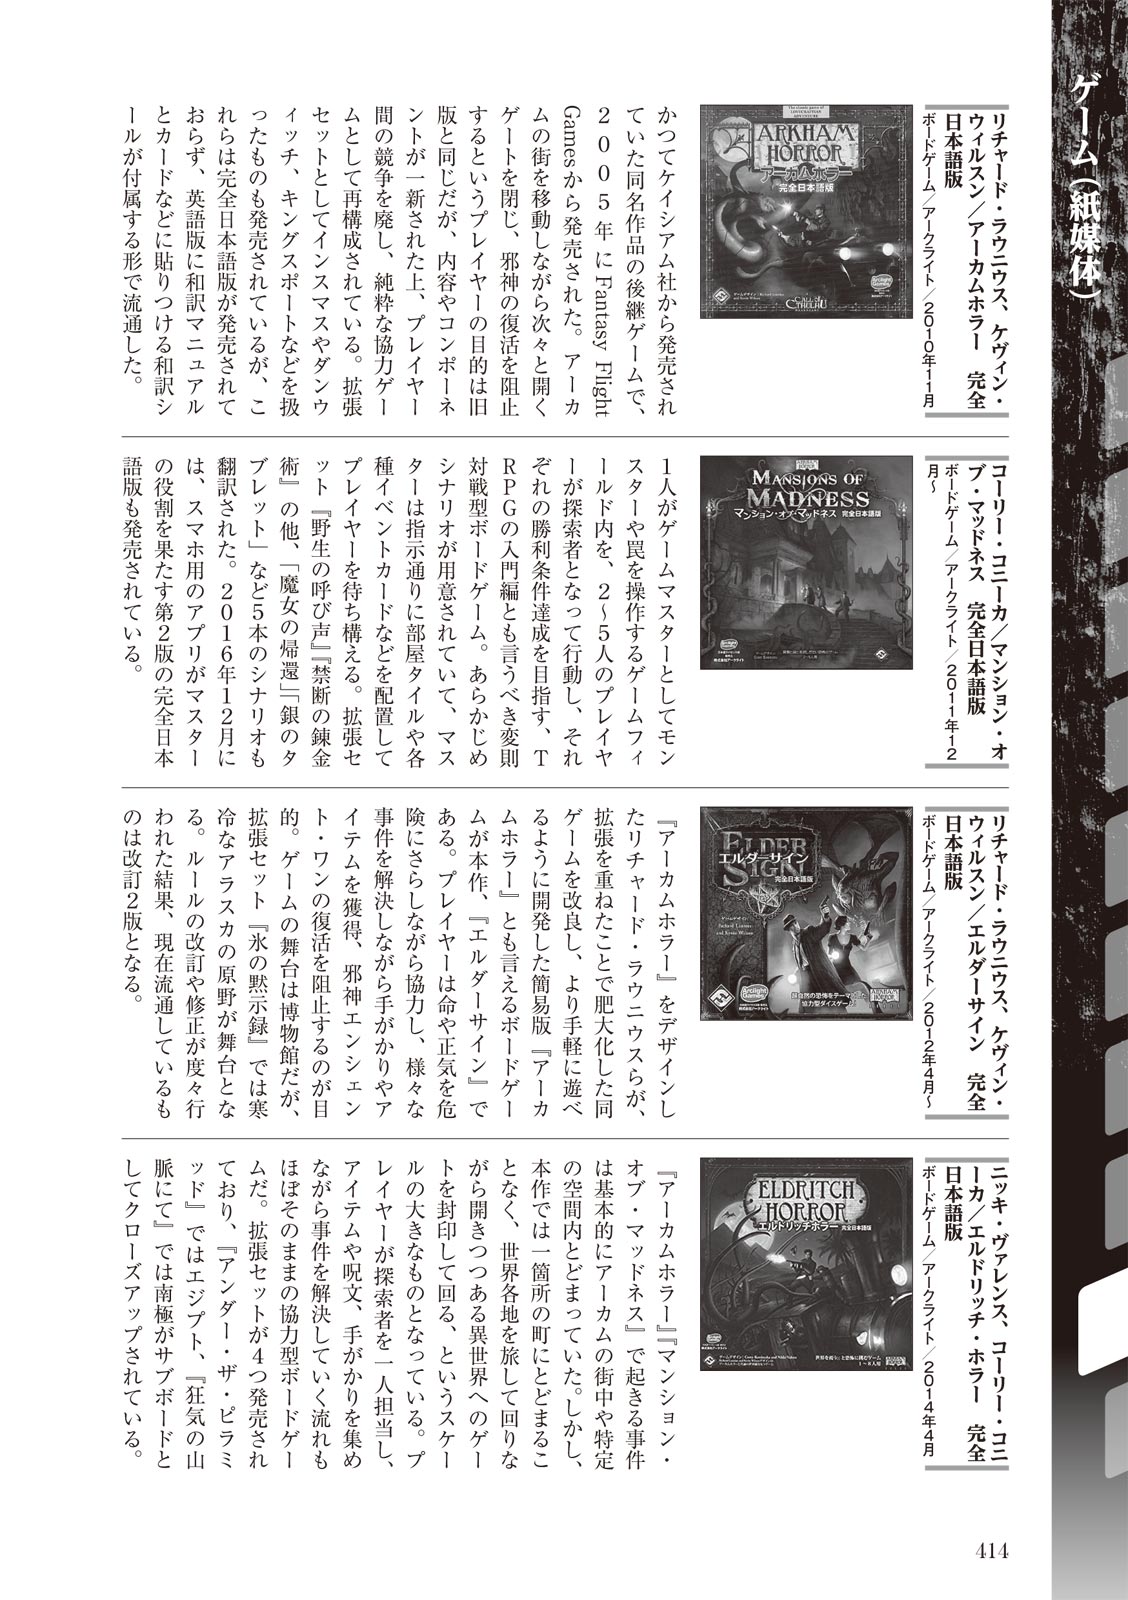 ゲーム(紙媒体)
リチャード・ラウニウス、ケヴィン・
ウィルスン/アーカムホラー 完全
日本語版
ボードゲーム/アークライト/2010年11月
The classic game of
LOVECRAFTIAN
ADVENTURE
ARKHAM
HORROR
アーカムホラー
完全日本語版
CALL of
CTHULHU
かつてケイシアム社から発売され
ていた同名作品の後継ゲームで、
2005年にFantasy Flight
Gamesから発売された。アーカ
ムの街を移動しながら次々と開く
ゲートを閉じ、邪神の復活を阻止
するというプレイヤーの目的は旧
版と同じだが、内容やコンポーネ
ントが一新された上、プレイヤー
間の競争を廃し、純粋な協力ゲー
ムとして再構成されている。拡張
セットとしてインスマスやダンウ
ィッチ、キングスポートなどを扱
ったものも発売されているが、こ
れらは完全日本語版が発売されて
おらず、英語版に和訳マニュアル
とカードなどに貼りつける和訳シ
ールが付属する形で流通した。
コーリー・コニーカ/マンション・オ
ブ・マッドネス 完全日本語版
ボードゲーム/アークライト/2011年12
月~
MANSIONS OF
MADNESS
マンション・オブ・マッドネス 完全日本語版
1人がゲームマスターとしてモン
スターや罠を操作するゲームフィ
ールド内を、2~5人のプレイヤ
ーが探索者となって行動し、それ
ぞれの勝利条件達成を目指す、T
RPGの入門編とも言うべき変則
対戦型ボードゲーム。あらかじめ
シナリオが用意されていて、マス
ターは指示通りに部屋タイルや各
種イベントカードなどを配置して
プレイヤーを待ち構える。拡張セ
ット『野生の呼び声』『禁断の錬金
術』の他、「魔女の帰還」「銀のタ
ブレット」など5本のシナリオも
翻訳された。2016年12月に
は、スマホ用のアプリがマスター
の役割を果たす第2版の完全日本
語版も発売されている。
リチャード・ラウニウス、ケヴィン・
ウィルスン/エルダーサイン 完全
日本語版
ボードゲーム/アークライト/2012年4月~
ELDER
エルダーサイン
完全日本語版
SIGN
ゲームデザイン
Richard Launius
and Kevin Wilson
Arclight
Games
超自然の恐怖をテーマにした
協力型ダイスゲーム
『アーカムホラー』をデザインし
たリチャード・ラウニウスらが、
拡張を重ねたことで肥大化した同
ゲームを改良し、より手軽に遊べ
るように開発した簡易版『アーカ
ムホラー』とも言えるボードゲー
ムが本作、『エルダーサイン』で
ある。プレイヤーは命や正気を危
険にさらしながら協力し、様々な
事件を解決しながら手がかりやア
イテムを獲得、邪神エンシェン
ト・ワンの復活を阻止するのが目
的。ゲームの舞台は博物館だが、
拡張セット『氷の黙示録』では寒
冷なアラスカの原野が舞台とな
る。ルールの改訂や修正が度々行
われた結果、現在流通しているも
のは改訂2版となる。
ニッキ・ヴァレンス、コーリー・コニ
ーカ/エルドリッチ・ホラー 完全
日本語版
ボードゲーム/アークライト/2014年4月
ELDRITCH
HORROR
エルドリッチホラー 完全日本語版
『アーカムホラー』『マンション・
オブ・マッドネス』で起きる事件
は基本的にアーカムの街中や特定
の空間内とどまっていた。しかし、
本作では一箇所の町にとどまるこ
となく、世界各地を旅して回りな
がら開きつつある異世界へのゲー
トを封印して回る、というスケー
ルの大きなものとなっている。プ
レイヤーが探索者を一人担当し、
アイテムや呪文、手がかりを集め
ながら事件を解決していく流れも
ほぼそのままの協力型ボードゲー
ムだ。拡張セットが4つ発売され
ており、『アンダー・ザ・ピラミ
ッド』ではエジプト、『狂気の山
脈にて』では南極がサブボードと
してクローズアップされている。
414